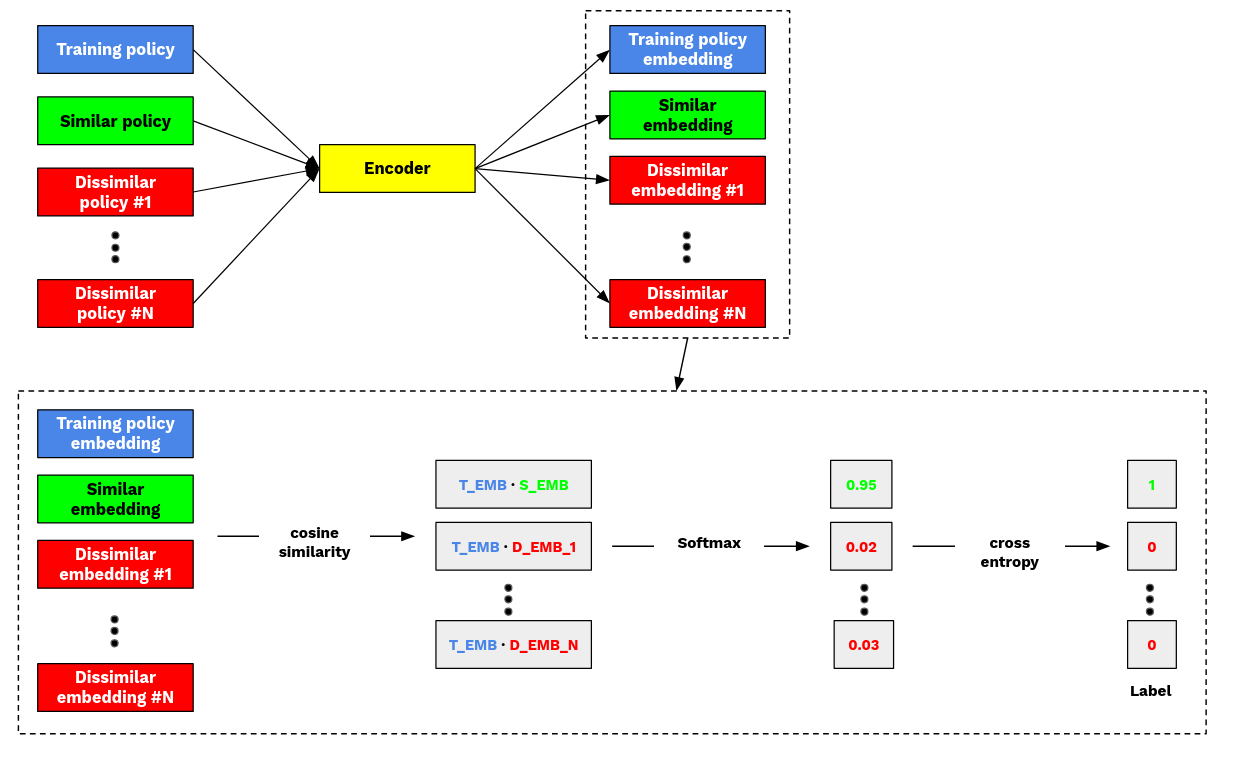 Training policy
Similar policy
Dissimilar
policy #1
Dissimilar
policy #N
Encoder
Training policy
embedding
Similar
embedding
Dissimilar
embedding #1
Dissimilar
embedding #N
Training policy
embedding
Similar
embedding
Dissimilar
embedding #1
Dissimilar
embedding #N
cosine
similarity
T_EMB · S_EMB
T_EMB · D_EMB_1
T_EMB · D_EMB_N
Softmax
0.95
0.02
0.03
cross
entropy
1
0
0
Label